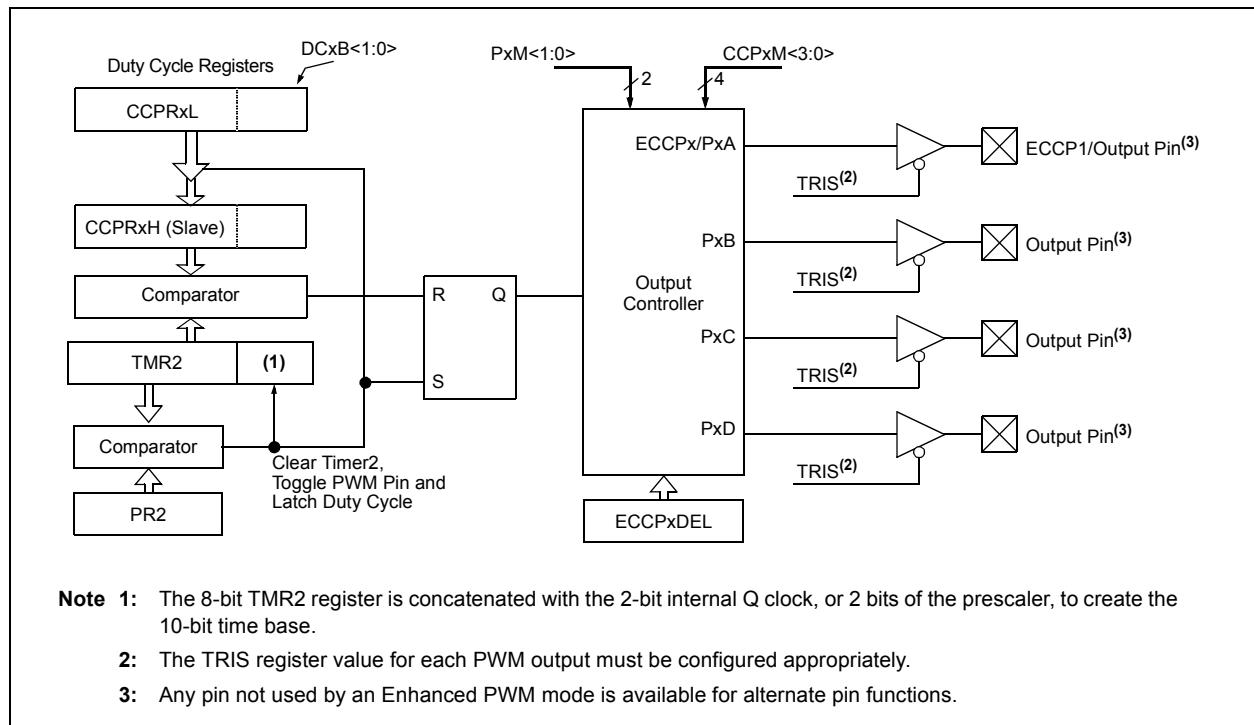 DCxB<1:0>
Duty Cycle Registers
CCPRxL
CCPRxH (Slave)
Comparator
TMR2
(1)
Comparator
PR2
Clear Timer2,
Toggle PWM Pin and
Latch Duty Cycle
R
Q
S
PxM<1:0>
2
CCPxM<3:0>
4
Output
Controller
ECCPx/PxA
TRIS(2)
ECCP1/Output Pin(3)
PxB
TRIS(2)
Output Pin(3)
PxC
TRIS(2)
Output Pin(3)
PxD
TRIS(2)
Output Pin(3)
ECCPxDEL
Note 1: The 8-bit TMR2 register is concatenated with the 2-bit internal Q clock, or 2 bits of the prescaler, to create the
10-bit time base.
2: The TRIS register value for each PWM output must be configured appropriately.
3: Any pin not used by an Enhanced PWM mode is available for alternate pin functions.